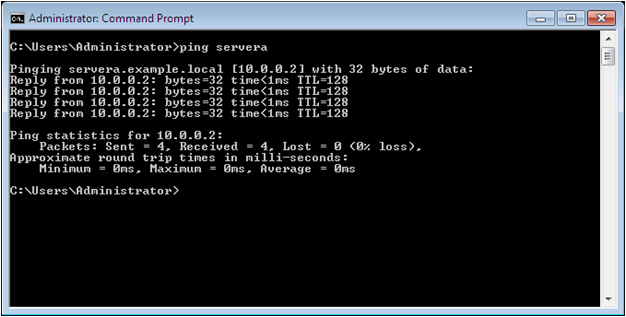 Administrator: Command Prompt
C:\Users\Administrator>ping servera
Pinging servera.example.local [10.0.0.2] with 32 bytes of data:
Reply from 10.0.0.2: bytes=32 time<1ms TTL=128
Reply from 10.0.0.2: bytes=32 time<1ms TTL=128
Reply from 10.0.0.2: bytes=32 time<1ms TTL=128
Reply from 10.0.0.2: bytes=32 time<1ms TTL=128
Ping statistics for 10.0.0.2:
    Packets: Sent = 4, Received = 4, Lost = 0 (0% loss),
Approximate round trip times in milli-seconds:
    Minimum = 0ms, Maximum = 0ms, Average = 0ms
C:\Users\Administrator>